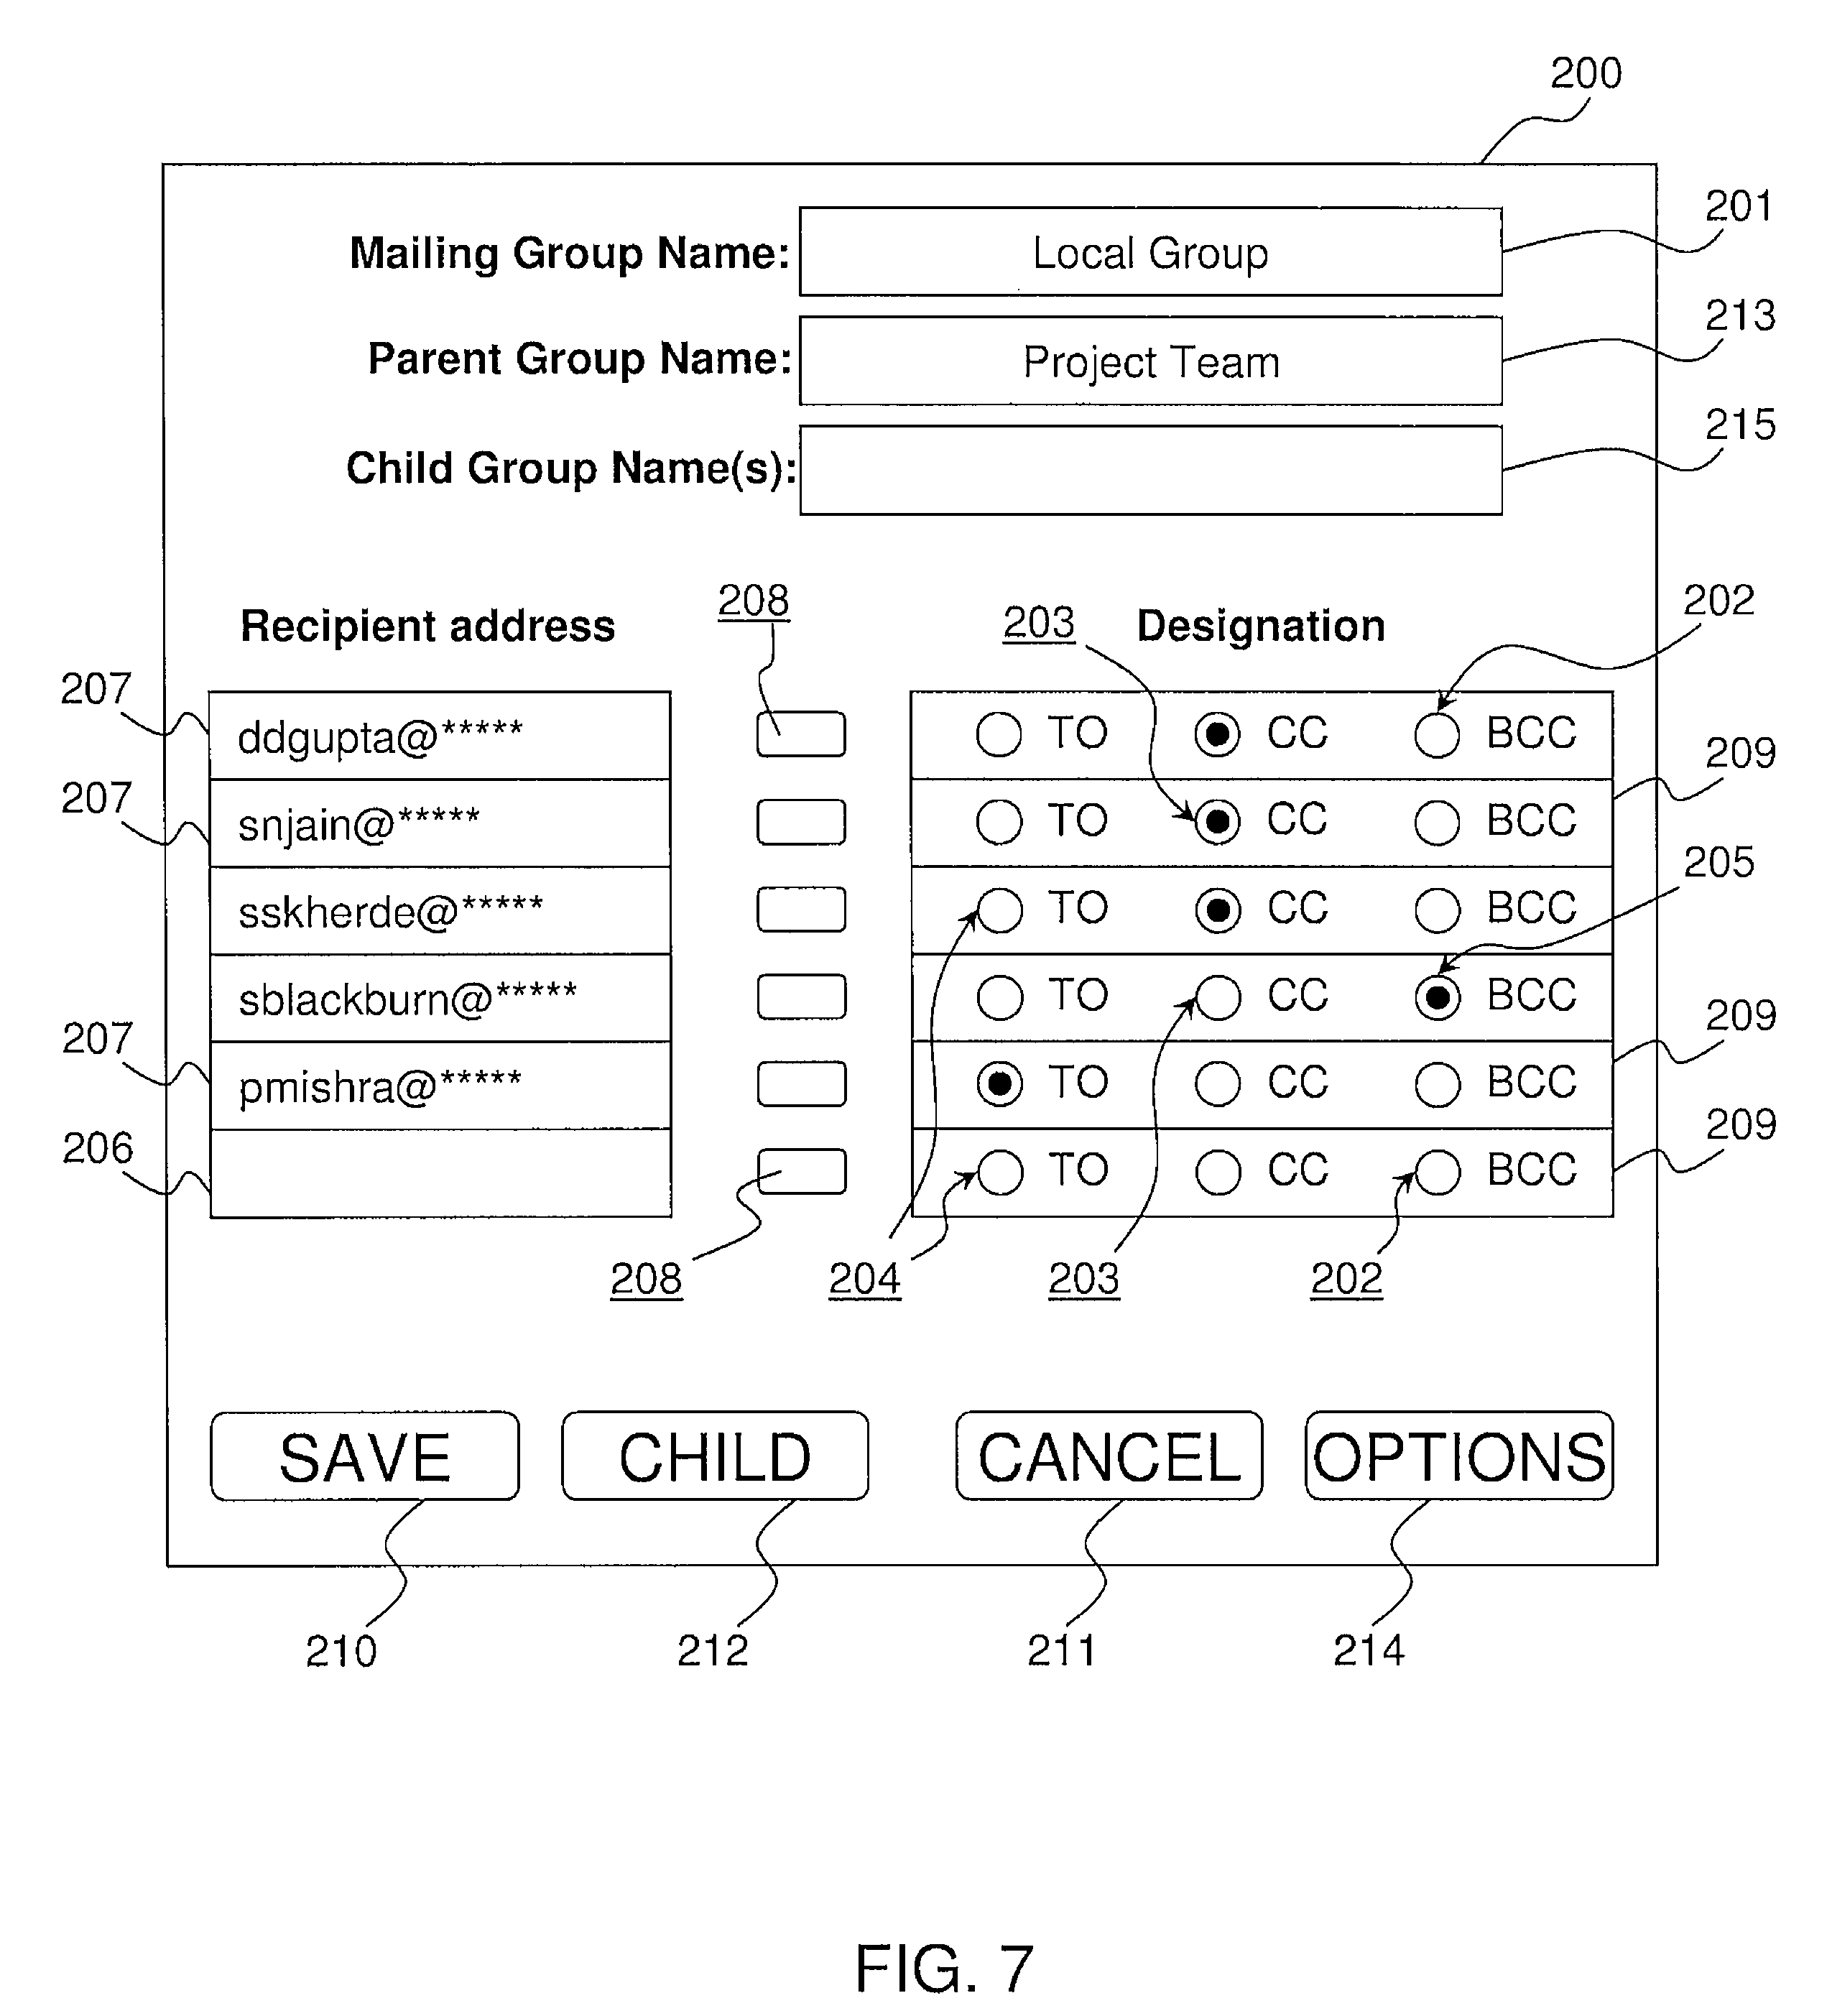 200
Mailing Group Name: Local Group 201
Parent Group Name: Project Team 213
Child Group Name(s): 215
Recipient address 208 203 Designation 202
207 ddgupta@***** TO CC BCC
207 snjain@***** TO CC BCC 209
sskherde@***** TO CC BCC 205
sblackburn@***** TO CC BCC
207 pmishra@***** TO CC BCC 209
206 TO CC BCC 209
208 204 203 202
SAVE CHILD CANCEL OPTIONS
210 212 211 214
FIG. 7